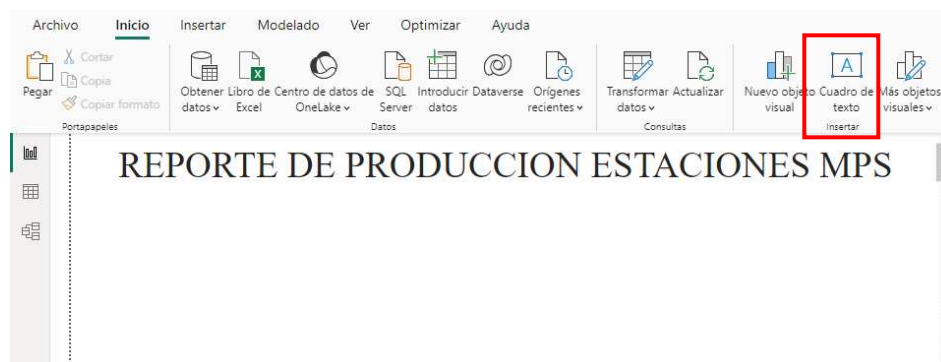 Archivo Inicio Insertar Modelado Ver Optimizar Ayuda
Pegar
Cortar
Copia
Copiar formato
Portapapeles
Obtener datos
Libro de Excel
Centro de datos de OneLake
SQL Server
Introducir datos
Dataverse
Orígenes recientes
Datos
Transformar datos
Actualizar
Consultas
Nuevo objeto visual
A
Cuadro de texto
Más objetos visuales
Insertar
REPORTE DE PRODUCCION ESTACIONES MPS